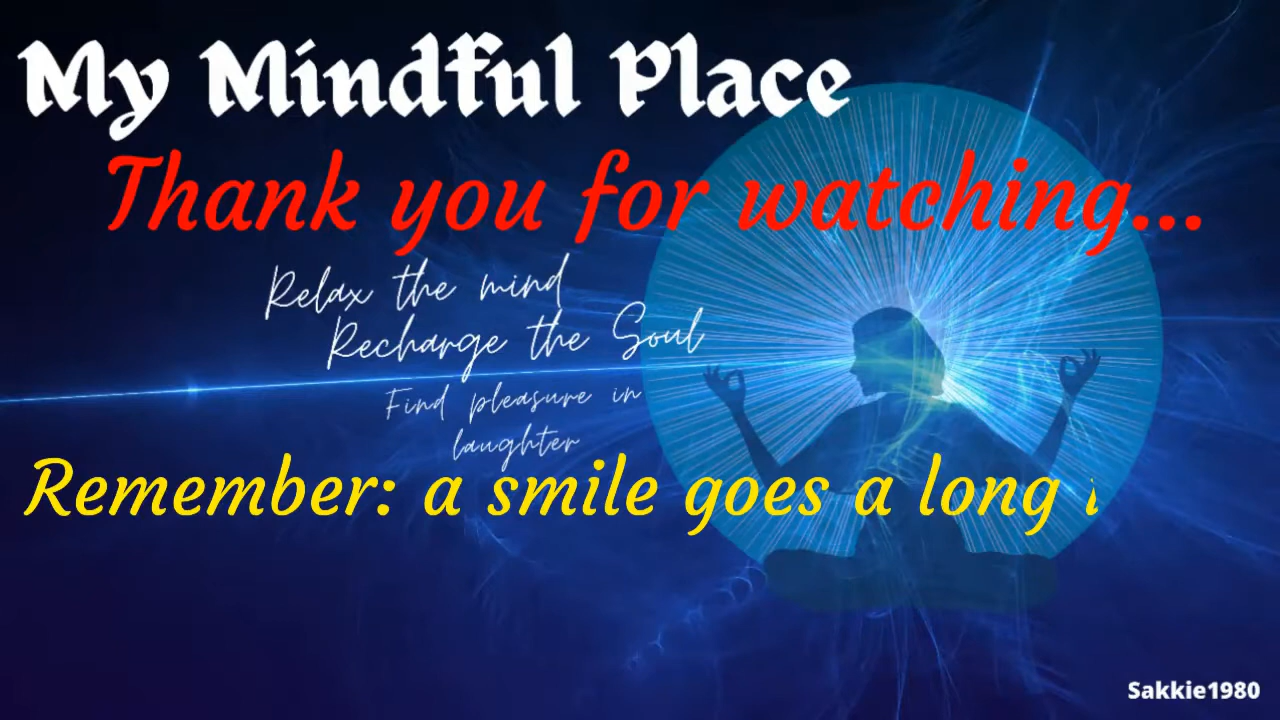 My Mindful Place
Thank you for watching...
Relax the mind
Recharge the Soul
Find pleasure in
laughter
Remember: a smile goes a long
Sakkie1980